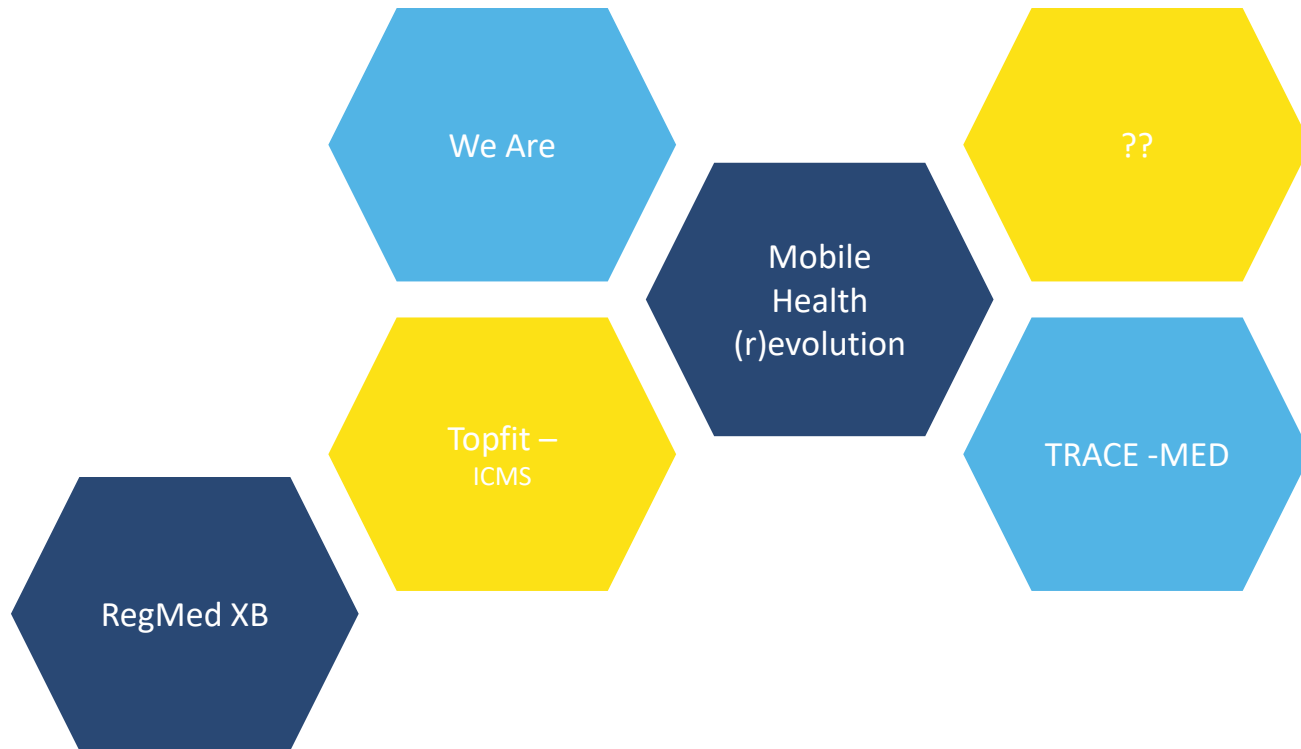 We Are
??
Mobile
Health
(r)evolution
Topfit –
ICMS
TRACE -MED
RegMed XB